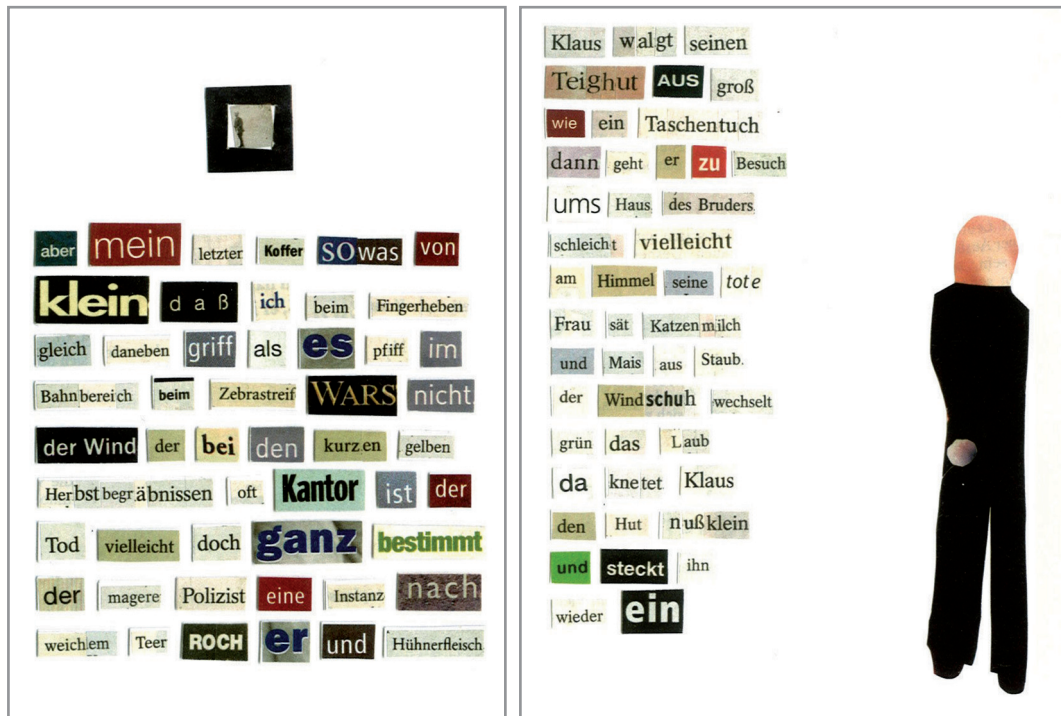 aber mein letzter Koffer SOwas von
klein daß ich beim Fingerheben
gleich daneben griff als es pfiff im
Bahnbereich beim Zebrastreif WARS nicht
der Wind der bei den kurzen gelben
Herbstbegräbnissen oft Kantor ist der
Tod vielleicht doch ganz bestimmt
der magere Polizist eine Instanz nach
weichem Teer ROCH er und Hühnerfleisch
Klaus walgt seinen
Teighut AUS groß
wie ein Taschentuch
dann geht er zu Besuch
ums Haus des Bruders
schleicht vielleicht
am Himmel seine tote
Frau sät Katzenmilch
und Mais aus Staub.
der Windschuh wechselt
grün das Laub
da knetet Klaus
den Hut nußklein
und steckt ihn
wieder ein